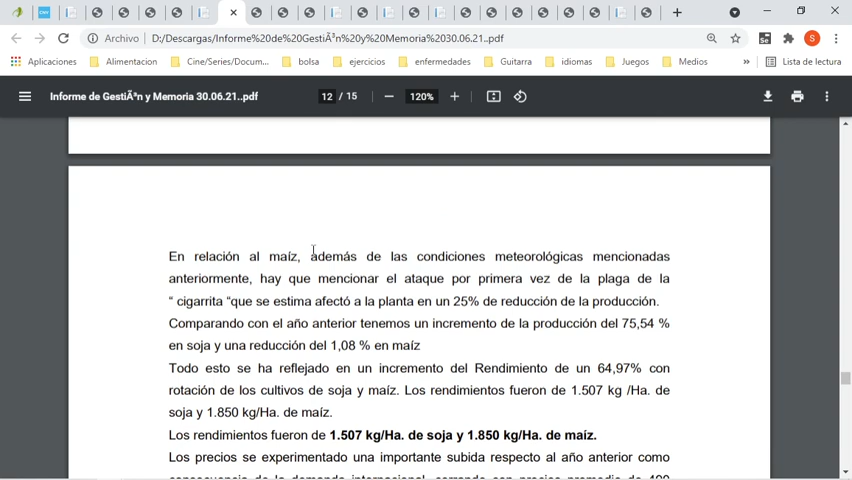 Archivo
D:/Descargas/Informe%20de%20GestiÃ³n%20y%20Memoria%2030.06.21..pdf
Aplicaciones Alimentacion Cine/Series/Docum... bolsa ejercicios enfermedades Guitarra idiomas Juegos Medios » Lista de lectura
Informe de GestiÃ³n y Memoria 30.06.21..pdf 12 / 15 — 120% +
En relación al maíz, además de las condiciones meteorológicas mencionadas
anteriormente, hay que mencionar el ataque por primera vez de la plaga de la
“ cigarrita “que se estima afectó a la planta en un 25% de reducción de la producción.
Comparando con el año anterior tenemos un incremento de la producción del 75,54 %
en soja y una reducción del 1,08 % en maíz
Todo esto se ha reflejado en un incremento del Rendimiento de un 64,97% con
rotación de los cultivos de soja y maíz. Los rendimientos fueron de 1.507 kg /Ha. de
soja y 1.850 kg/Ha. de maíz.
Los rendimientos fueron de 1.507 kg/Ha. de soja y 1.850 kg/Ha. de maíz.
Los precios se experimentado una importante subida respecto al año anterior como